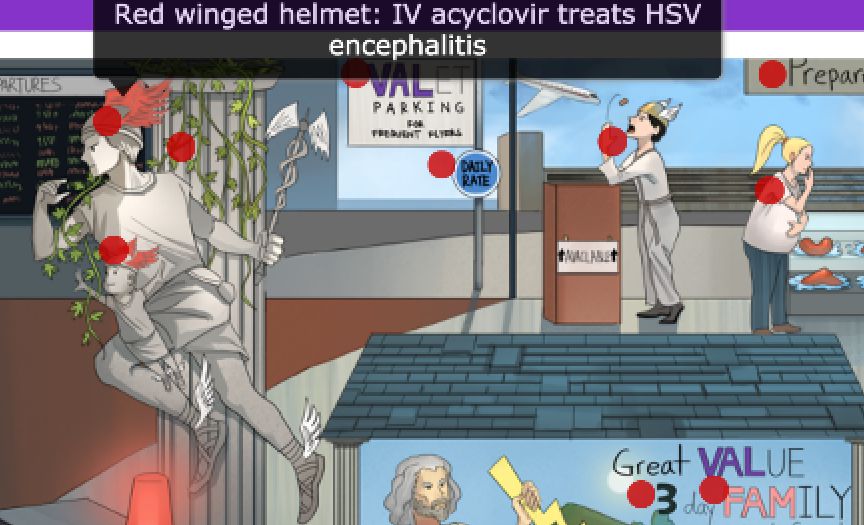 Red winged helmet: IV acyclovir treats HSV
encephalitis
PARTURES
VALET
PARKING
FOR
FREQUENT FLYERS
DAILY
RATE
Prepar
AVAILABLE
Great VALUE
3 day FAMILY